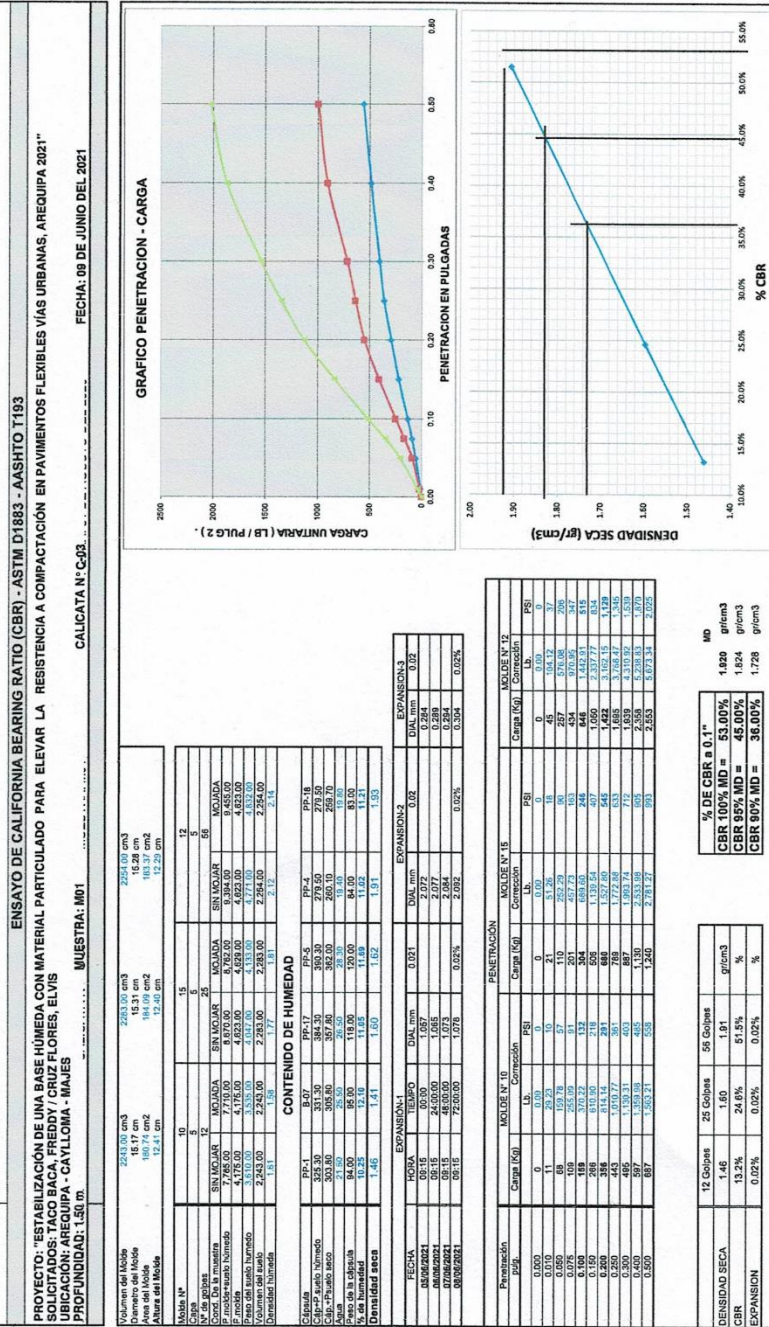 ENSAYO DE CALIFORNIA BEARING RATIO (CBR) - ASTM D1883 - AASHTO T193
PROYECTO: "ESTABILIZACIÓN DE UNA BASE HÚMEDA CON MATERIAL PARTICULADO PARA ELEVAR LA RESISTENCIA A COMPACTACIÓN EN PAVIMENTOS FLEXIBLES VÍAS URBANAS, AREQUIPA 2021"
SOLICITADOS: TACO BACA, FREDDY / CRUZ FLORES, ELVIS
UBICACIÓN: AREQUIPA - CAYLLOMA - MAJES
PROFUNDIDAD: 1.50 m. MUESTRA: M01 CALICATA N°: C-03 FECHA: 09 DE JUNIO DEL 2021
Volumen del Molde 2243.00 cm3 2283.00 cm3 2254.00 cm3
Diametro del Molde 15.17 cm 15.31 cm 15.28 cm
Area del Molde 180.74 cm2 184.09 cm2 183.37 cm2
Altura del Molde 12.41 cm 12.40 cm 12.29 cm
Molde N° 10 15 12
Capa 5 5 5
N° de golpes 12 25 56
Cond. De la muestra SIN MOJAR MOJADA SIN MOJAR MOJADA SIN MOJAR MOJADA
P.molde+suelo húmedo 7,785.00 7,710.00 8,670.00 8,762.00 9,394.00 9,455.00
P.molde 4,175.00 4,175.00 4,623.00 4,629.00 4,623.00 4,623.00
Peso del suelo humedo 3,610.00 3,535.00 4,047.00 4,133.00 4,771.00 4,832.00
Volumen del suelo 2,243.00 2,243.00 2,283.00 2,283.00 2,254.00 2,254.00
Densidad húmeda 1.61 1.58 1.77 1.81 2.12 2.14
CONTENIDO DE HUMEDAD
Cápsula PP-1 B-07 PP-17 PP-5 PP-4 PP-18
Cáp+P.suelo húmedo 325.30 331.30 384.30 390.30 279.50 279.50
Cáp.+Psuelo seco 303.80 305.80 357.80 362.00 260.10 259.70
Agua 21.50 25.50 26.50 28.30 19.40 19.80
Peso de la cápsula 94.00 95.00 118.00 120.00 84.00 83.00
% de humedad 10.25 12.10 11.05 11.69 11.02 11.21
Densidad seca 1.46 1.41 1.60 1.62 1.91 1.93
EXPANSIÓN-1 EXPANSION-2 EXPANSION-3
FECHA HORA TIEMPO DIAL mm 0.021 DIAL mm 0.02 DIAL mm 0.02
05/06/2021 09:15 00:00 1.057 2.072 0.284
06/06/2021 09:15 24:00:00 1.065 2.077 0.289
07/06/2021 09:15 48:00:00 1.073 2.084 0.294
08/06/2021 09:15 72:00:00 1.078 0.02% 2.092 0.02% 0.304 0.02%
PENETRACIÓN
Penetración MOLDE N° 10 MOLDE N° 15 MOLDE N° 12
pulg. Carga (Kg) Corrección Carga (Kg) Corrección Carga (Kg) Corrección
Lb. PSI Lb. PSI Lb. PSI
0.000 0 0.00 0 0 0.00 0 0 0.00 0
0.010 11 29.23 10 21 51.26 18 45 104.12 37
0.050 68 159.78 57 110 252.29 90 257 576.08 206
0.075 109 255.09 91 201 457.73 163 434 970.95 347
0.100 159 370.22 132 304 689.60 246 646 1,442.91 515
0.150 266 610.90 218 506 1,139.54 407 1,050 2,337.77 834
0.200 356 814.14 291 680 1,527.80 545 1,422 3,162.15 1,129
0.250 443 1,010.77 361 789 1,772.88 633 1,695 3,768.47 1,345
0.300 495 1,130.31 403 887 1,993.74 712 1,939 4,310.92 1,539
0.400 597 1,359.98 485 1,130 2,533.98 905 2,358 5,238.83 1,870
0.500 687 1,563.21 558 1,240 2,781.27 993 2,553 5,673.34 2,025
12 Golpes 25 Golpes 56 Golpes
DENSIDAD SECA 1.46 1.60 1.91 gr/cm3
CBR 13.2% 24.6% 51.5% %
EXPANSION 0.02% 0.02% 0.02% %
% DE CBR a 0.1" MD
CBR 100% MD = 53.00% 1.920 gr/cm3
CBR 95% MD = 45.00% 1.824 gr/cm3
CBR 90% MD = 36.00% 1.728 gr/cm3
GRAFICO PENETRACION - CARGA
CARGA UNITARIA ( LB / PULG 2 ) .
2500
2000
1500
1000
500
0
0.00 0.10 0.20 0.30 0.40 0.50 0.60
PENETRACION EN PULGADAS
DENSIDAD SECA (gr/cm3)
2.00
1.90
1.80
1.70
1.60
1.50
1.40
10.0% 15.0% 20.0% 25.0% 30.0% 35.0% 40.0% 45.0% 50.0% 55.0%
% CBR